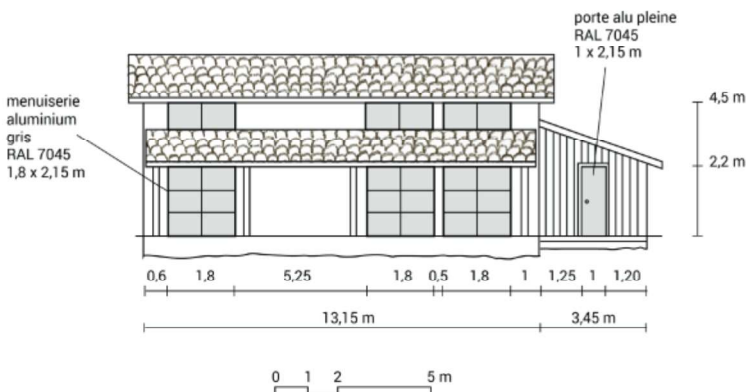 porte alu pleine
RAL 7045
1 x 2,15 m
menuiserie
aluminium
gris
RAL 7045
1,8 x 2,15 m
4,5 m
2,2 m
0,6 1,8 5,25 1,8 0,5 1,8 1 1,25 1 1,20
13,15 m 3,45 m
0 1 2 5 m